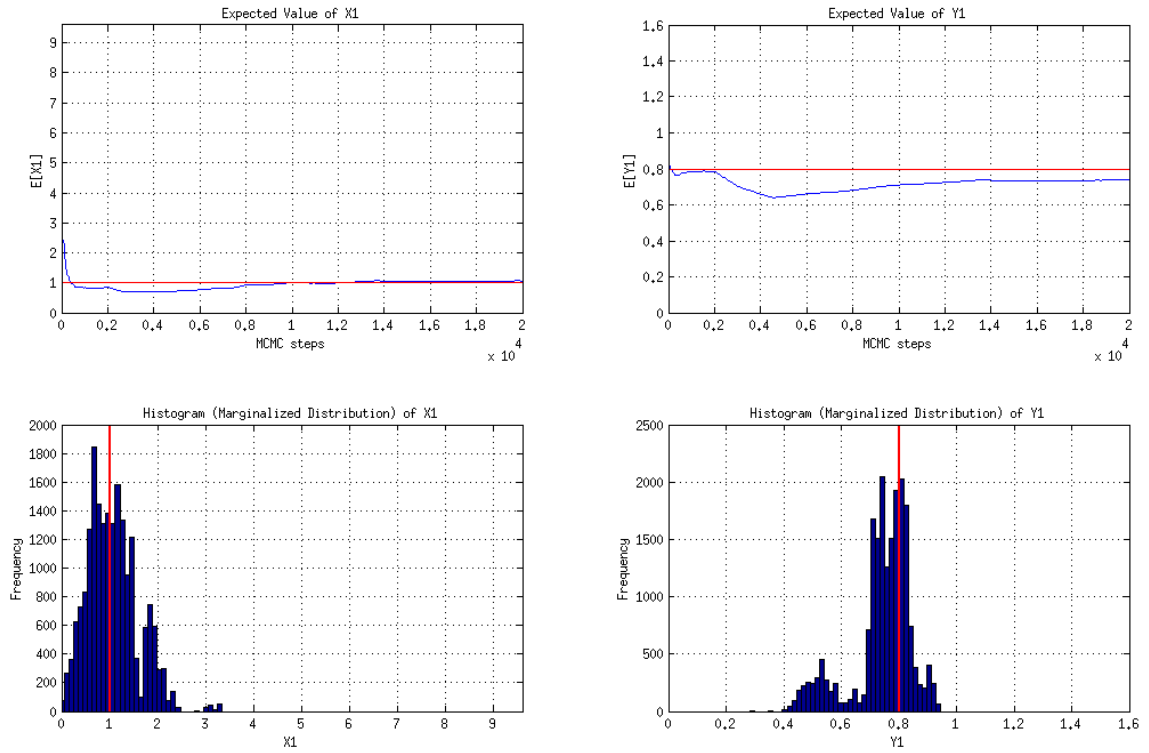 Expected Value of X1
9
8
7
6
5
4
3
2
1
0
E[X1]
0 0.2 0.4 0.6 0.8 1 1.2 1.4 1.6 1.8 2
MCMC steps
x 10 4
Expected Value of Y1
1.6
1.4
1.2
1
0.8
0.6
0.4
0.2
0
E[Y1]
0 0.2 0.4 0.6 0.8 1 1.2 1.4 1.6 1.8 2
MCMC steps
x 10 4
Histogram (Marginalized Distribution) of X1
2000
1800
1600
1400
1200
1000
800
600
400
200
0
Frequency
0 1 2 3 4 5 6 7 8 9
X1
Histogram (Marginalized Distribution) of Y1
2500
2000
1500
1000
500
0
Frequency
0 0.2 0.4 0.6 0.8 1 1.2 1.4 1.6
Y1